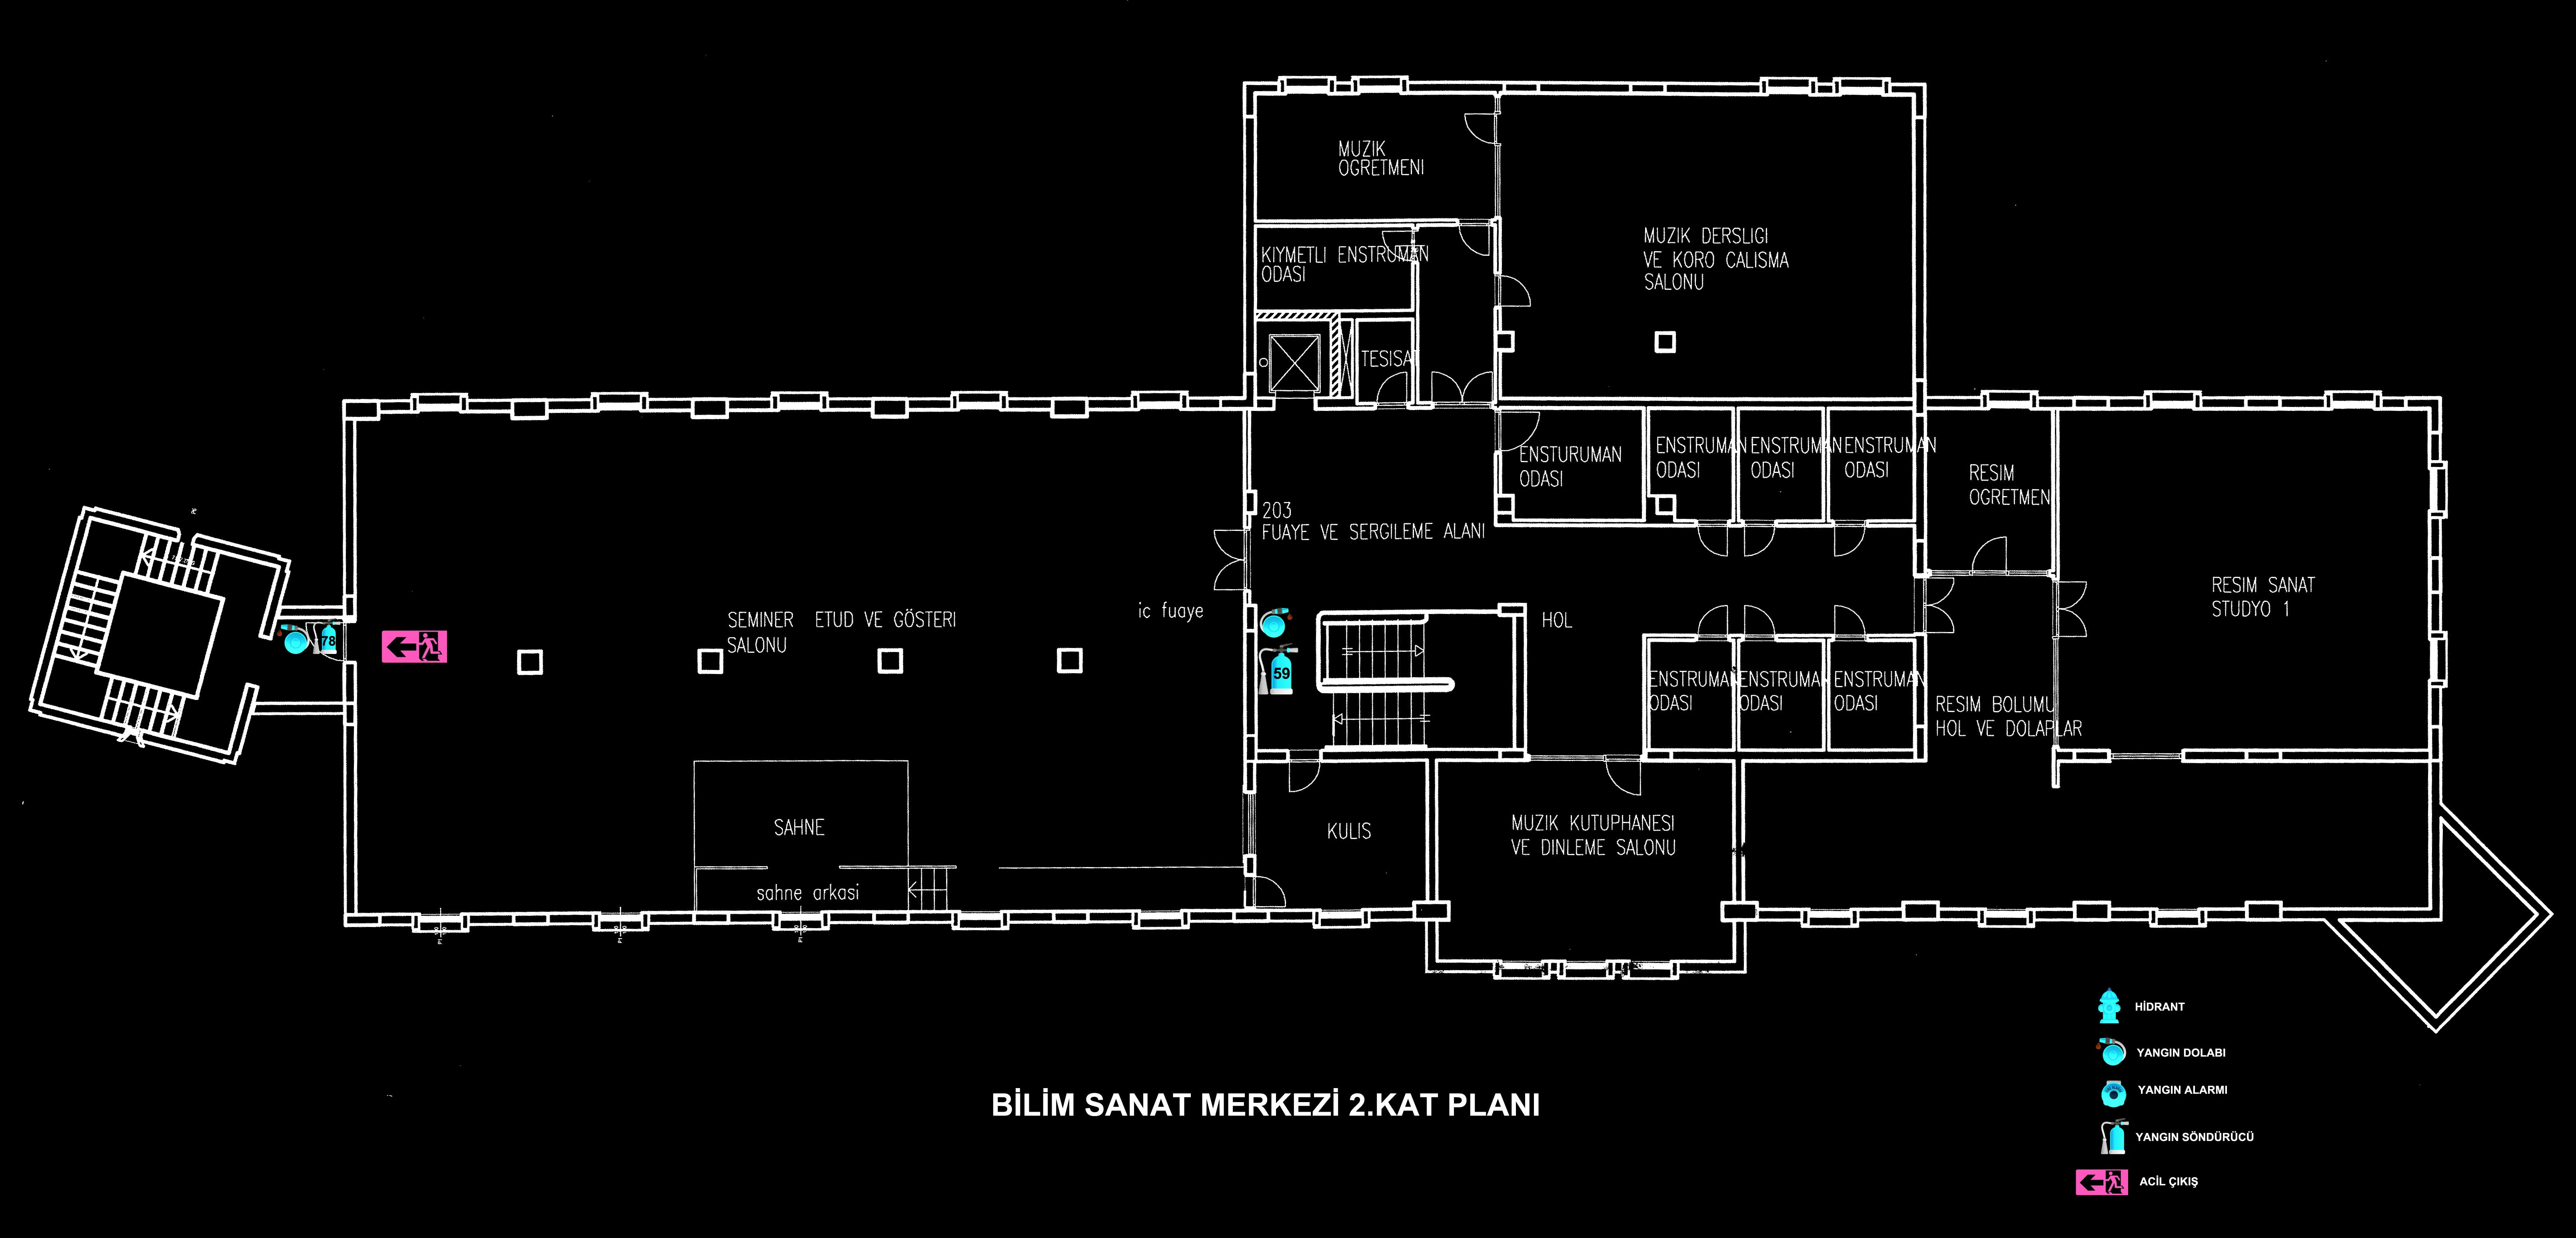 MUZIK
OGRETMENI
MUZIK DERSLIGI
VE KORO CALISMA
SALONU
KIYMETLI ENSTRUMAN
ODASI
TESISAT
ENSTURUMAN
ODASI
ENSTRUMAN
ODASI
ENSTRUMAN
ODASI
ENSTRUMAN
ODASI
RESIM
OGRETMEN
203
FUAYE VE SERGILEME ALANI
RESIM SANAT
STUDYO 1
SEMINER ETUD VE GÖSTERI
SALONU
ic fuaye
HOL
78
59
ENSTRUMAN
ODASI
ENSTRUMAN
ODASI
ENSTRUMAN
ODASI
RESIM BOLUMU
HOL VE DOLAPLAR
SAHNE
sahne arkasi
KULIS
MUZIK KUTUPHANESI
VE DINLEME SALONU
HİDRANT
YANGIN DOLABI
YANGIN ALARMI
YANGIN SÖNDÜRÜCÜ
ACİL ÇIKIŞ
BİLİM SANAT MERKEZİ 2.KAT PLANI